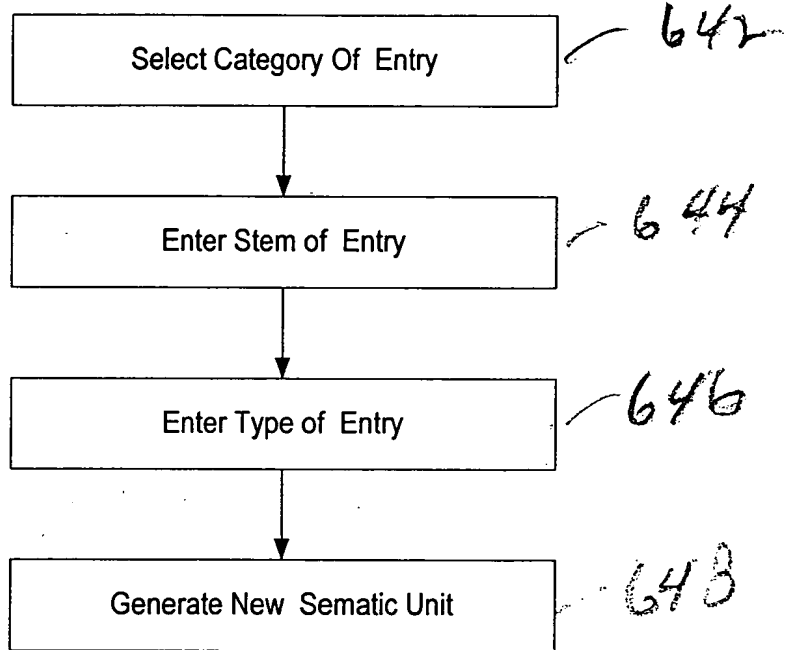 Select Category Of Entry 642
Enter Stem of Entry 644
Enter Type of Entry 646
Generate New Sematic Unit 648